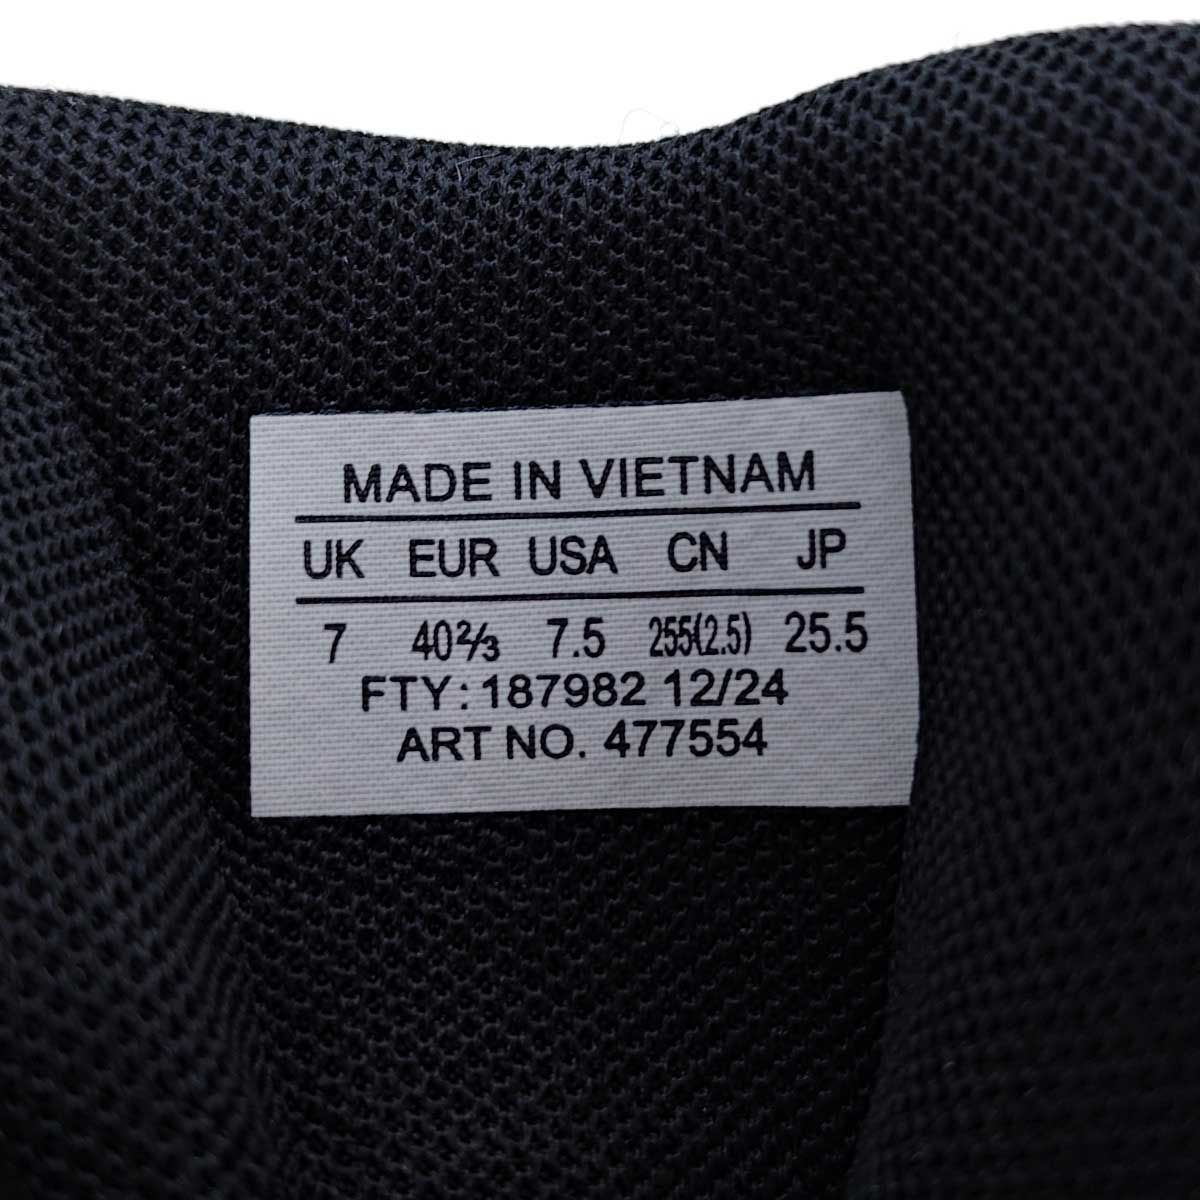 MADE IN VIETNAM
UK EUR USA CN JP
7 40⅔ 7.5 255(2.5) 25.5
FTY: 187982 12/24
ART NO. 477554